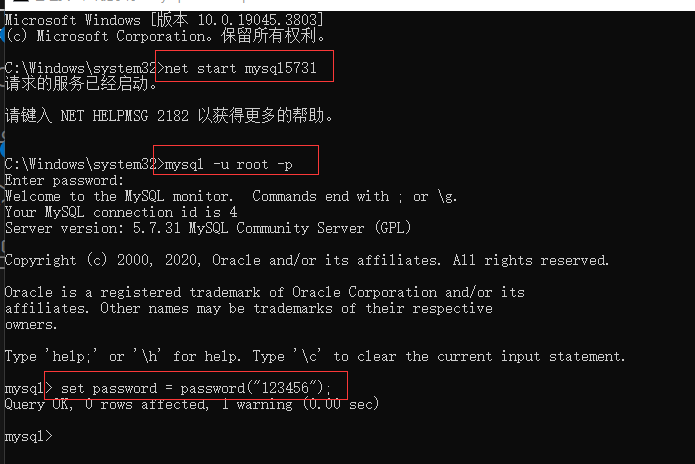 Microsoft Windows [版本 10.0.19045.3803]
(c) Microsoft Corporation。保留所有权利。
C:\Windows\system32>net start mysql5731
请求的服务已经启动。
请键入 NET HELPMSG 2182 以获得更多的帮助。
C:\Windows\system32>mysql -u root -p
Enter password:
Welcome to the MySQL monitor.  Commands end with ; or \g.
Your MySQL connection id is 4
Server version: 5.7.31 MySQL Community Server (GPL)
Copyright (c) 2000, 2020, Oracle and/or its affiliates. All rights reserved.
Oracle is a registered trademark of Oracle Corporation and/or its
affiliates. Other names may be trademarks of their respective
owners.
Type 'help;' or '\h' for help. Type '\c' to clear the current input statement.
mysql> set password = password("123456");
Query OK, 0 rows affected, 1 warning (0.00 sec)
mysql>